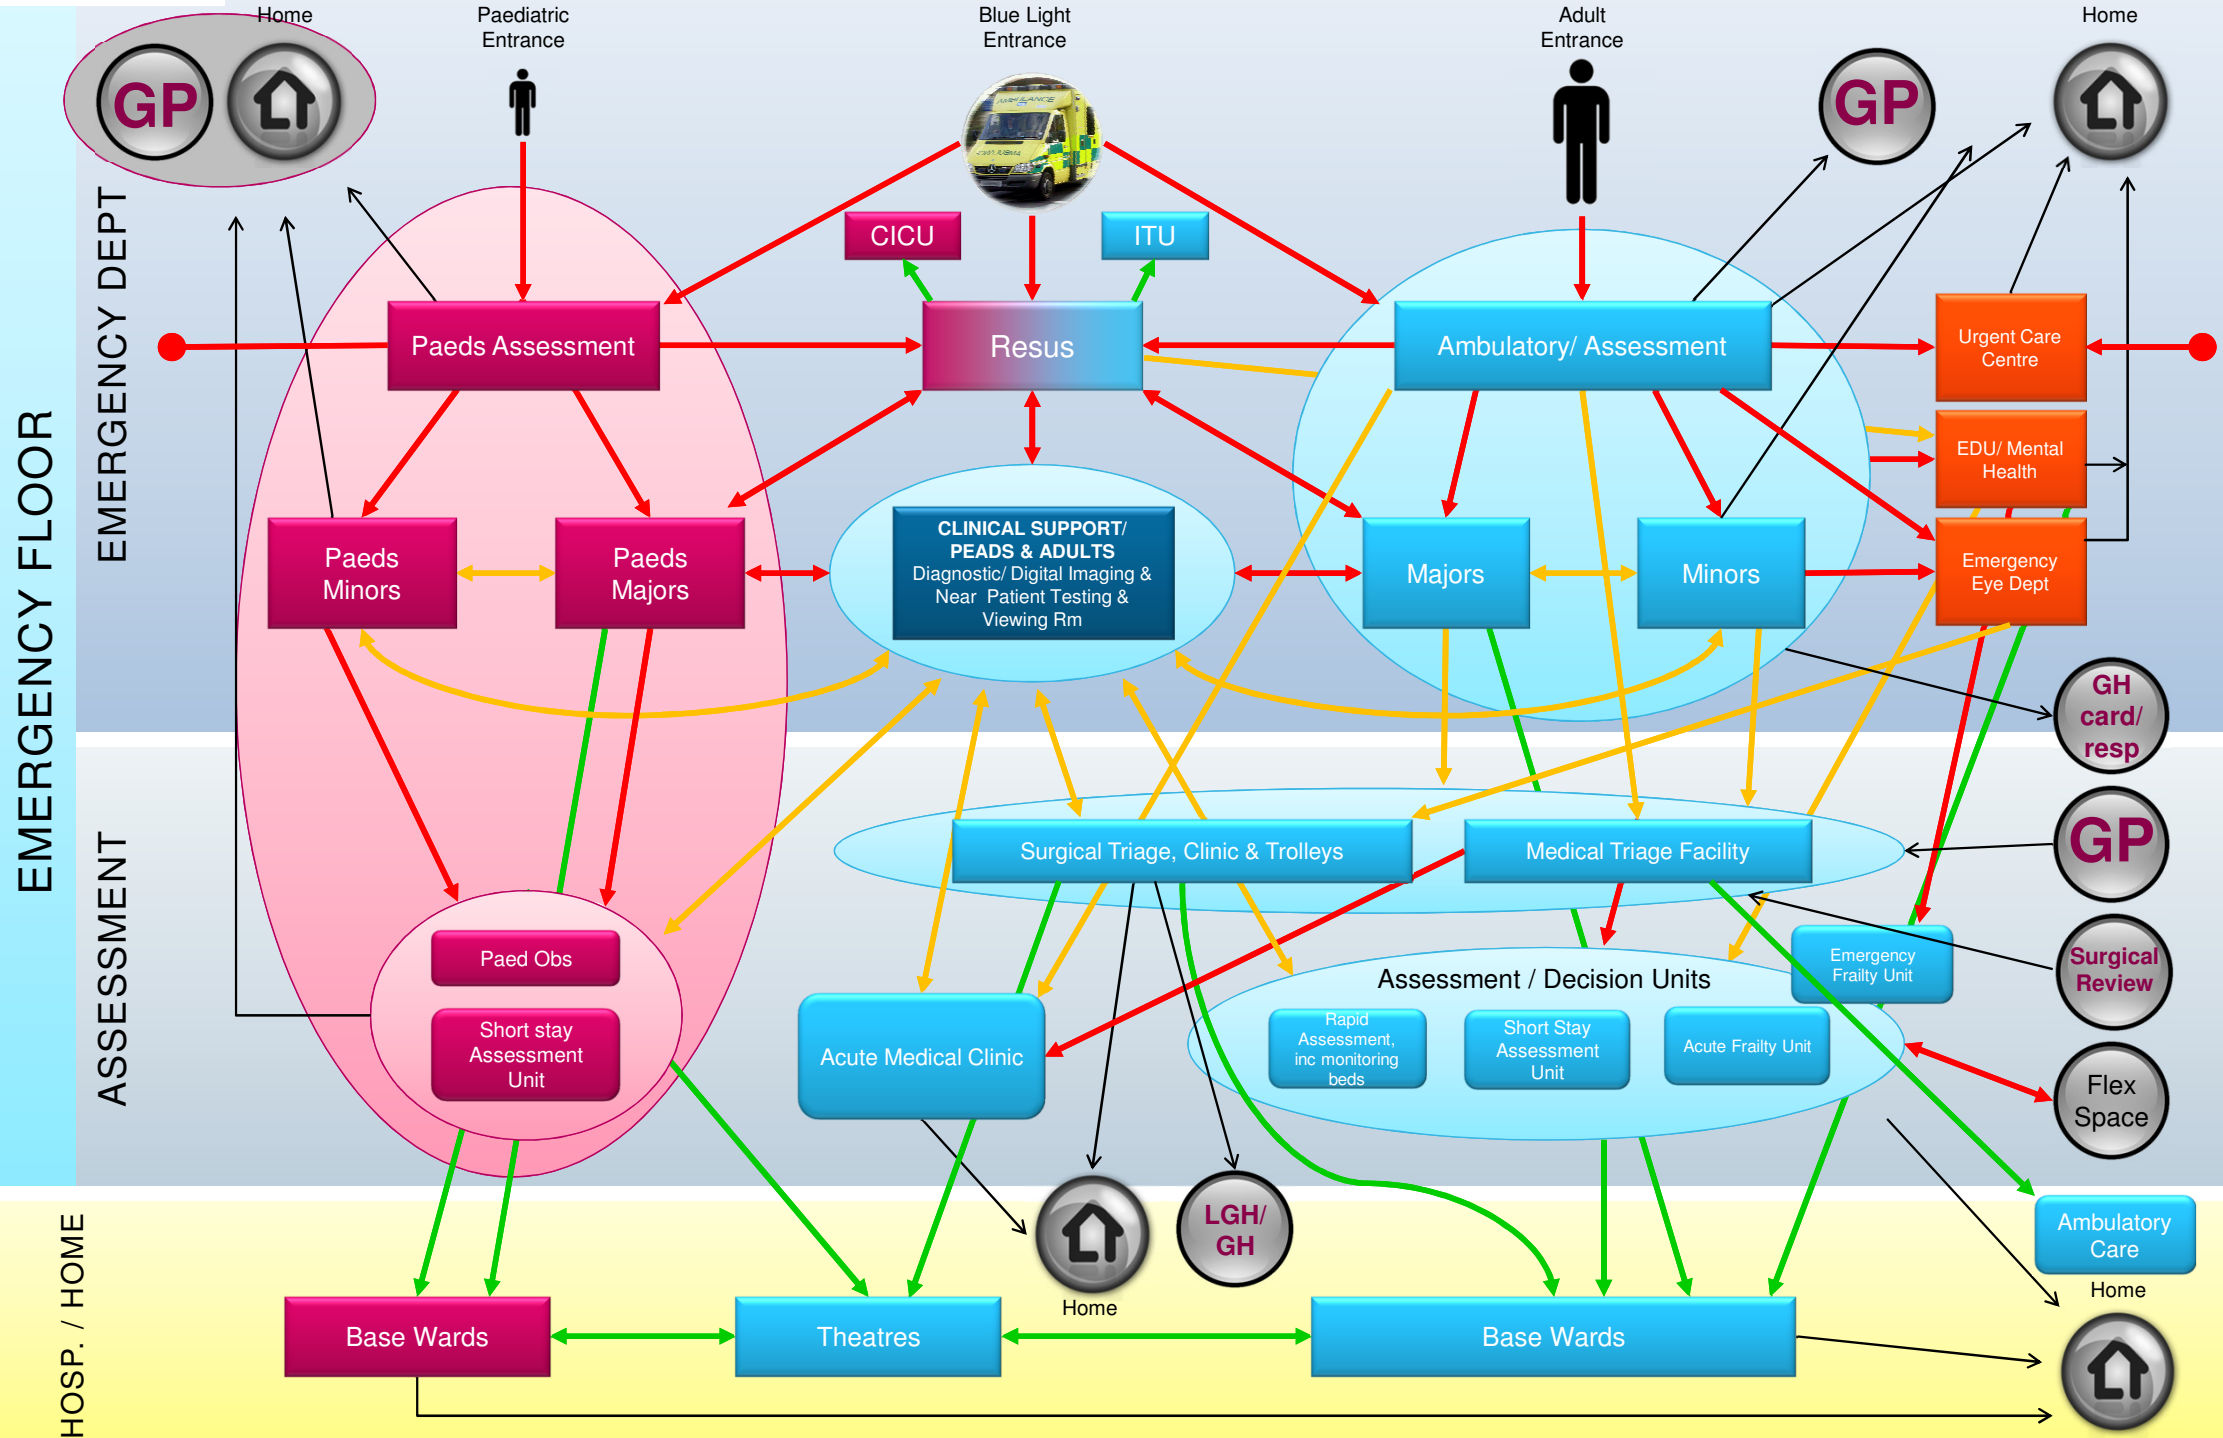 Home
Paediatric
Entrance
Blue Light
Entrance
Adult
Entrance
Home
GP
GP
AMBULANCE
CICU
ITU
EMERGENCY FLOOR
EMERGENCY DEPT
Paeds Assessment
Resus
Ambulatory/ Assessment
Urgent Care
Centre
EDU/ Mental
Health
CLINICAL SUPPORT/
PEADS & ADULTS
Diagnostic/ Digital Imaging &
Near Patient Testing &
Viewing Rm
Paeds
Minors
Paeds
Majors
Majors
Minors
Emergency
Eye Dept
GH
card/
resp
ASSESSMENT
Surgical Triage, Clinic & Trolleys
Medical Triage Facility
GP
Paed Obs
Short stay
Assessment
Unit
Acute Medical Clinic
Assessment / Decision Units
Rapid
Assessment,
inc monitoring
beds
Short Stay
Assessment
Unit
Acute Frailty Unit
Emergency
Frailty Unit
Surgical
Review
Flex
Space
HOSP. / HOME
LGH/
GH
Home
Ambulatory
Care
Home
Base Wards
Theatres
Base Wards